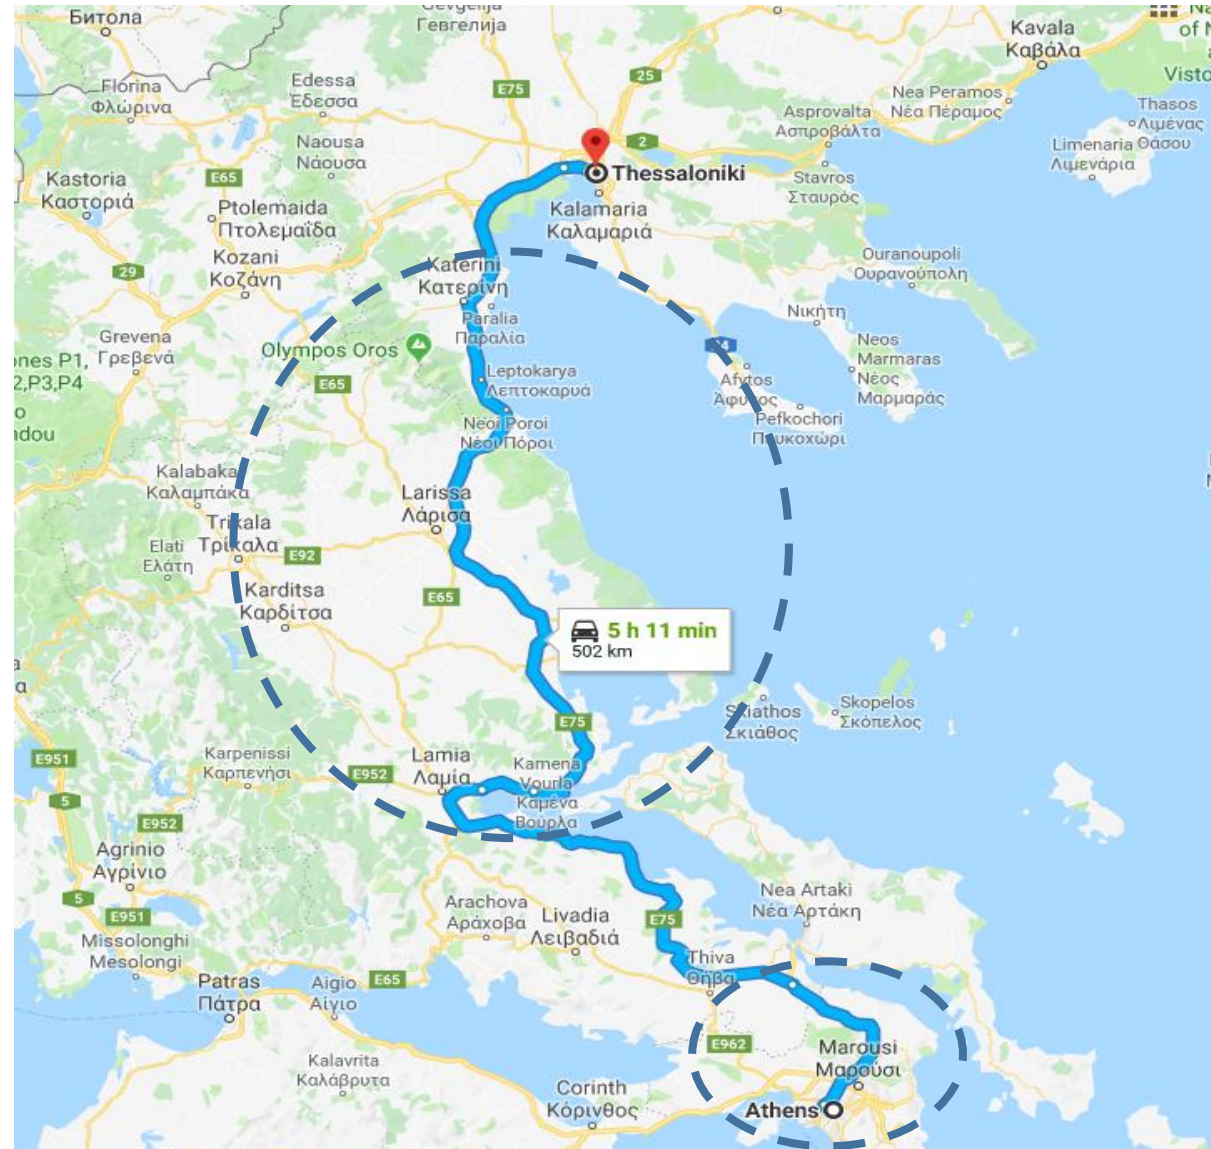 Битола
Gevgelija
Гевгелија
Kavala
Καβάλα
Florina
Φλώρινα
Edessa
Έδεσσα
E75
25
Nea Peramos
Νέα Πέραμος
Asprovalta
Ασπροβάλτα
Thasos
Λιμένας
Θάσου
Limenaria
Λιμενάρια
Naousa
Νάουσα
2
Kastoria
Καστοριά
E65
Thessaloniki
Stavros
Σταυρός
Ptolemaida
Πτολεμαΐδα
Kalamaria
Καλαμαριά
Kozani
Κοζάνη
29
Katerini
Κατερίνη
Ouranoupoli
Ουρανούπολη
Paralia
Παραλία
Νικήτη
Grevena
Γρεβενά
Olympos Oros
Neos
Marmaras
Νέος
Μαρμαράς
P2,P3,P4
E65
Leptokarya
Λεπτοκαρυά
Afytos
Άφυτος
Pefkochori
Πευκοχώρι
Neoi Poroi
Νέοι Πόροι
Kalabaka
Καλαμπάκα
Larissa
Λάρισα
Trikala
Τρίκαλα
Elati
Ελάτη
E92
Karditsa
Καρδίτσα
E65
5 h 11 min
502 km
Skiathos
Σκιάθος
Skopelos
Σκόπελος
E75
E951
Karpenissi
Καρπενήσι
E952
Lamia
Λαμία
Kamena
Vourla
Καμένα
Βούρλα
5
E952
Agrinio
Αγρίνιο
5
E951
Arachova
Αράχοβα
Livadia
Λειβαδιά
E75
Nea Artaki
Νέα Αρτάκη
Missolonghi
Mesolongi
Thiva
Θήβα
Patras
Πάτρα
Aigio
Αίγιο
E65
E962
Marousi
Μαρούσι
Kalavrita
Καλάβρυτα
Corinth
Κόρινθος
Athens